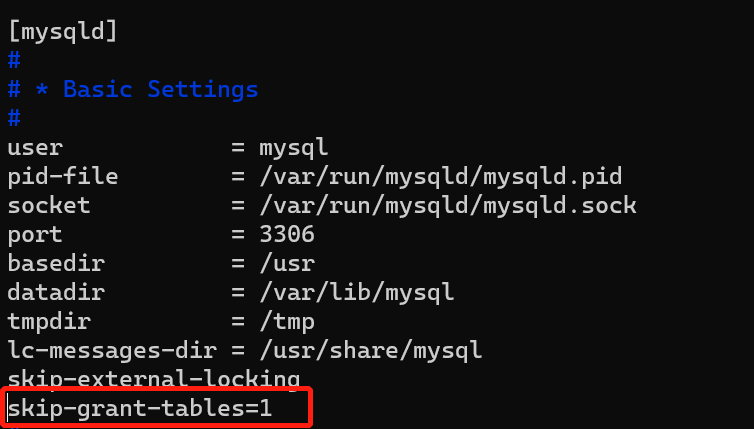 [mysqld]
#
# * Basic Settings
#
user            = mysql
pid-file        = /var/run/mysqld/mysqld.pid
socket          = /var/run/mysqld/mysqld.sock
port            = 3306
basedir         = /usr
datadir         = /var/lib/mysql
tmpdir          = /tmp
lc-messages-dir = /usr/share/mysql
skip-external-locking
skip-grant-tables=1